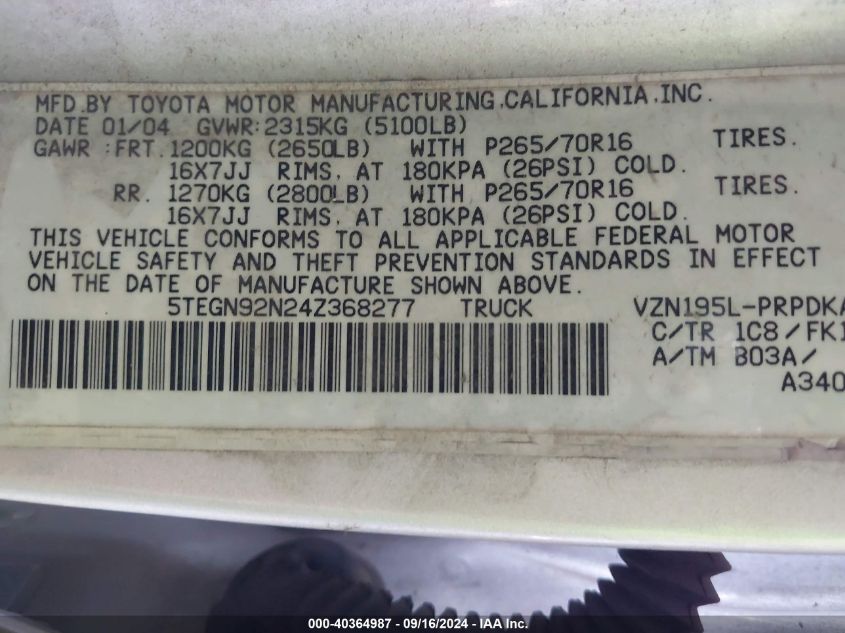 MFD.BY TOYOTA MOTOR MANUFACTURING.CALIFORNIA.INC.
DATE 01/04 GVWR:2315KG (5100LB)
GAWR :FRT. 1200KG (2650LB) WITH P265/70R16 TIRES.
16X7JJ RIMS, AT 180KPA (26PSI) COLD.
RR. 1270KG (2800LB) WITH P265/70R16 TIRES.
16X7JJ RIMS, AT 180KPA (26PSI) COLD.
THIS VEHICLE CONFORMS TO ALL APPLICABLE FEDERAL MOTOR
VEHICLE SAFETY AND THEFT PREVENTION STANDARDS IN EFFECT
ON THE DATE OF MANUFACTURE SHOWN ABOVE.
5TEGN92N24Z368277 TRUCK VZN195L-PRPDKA
C/TR 1C8/FK1
A/TM B03A/
A340
000-40364987 - 09/16/2024 - IAA Inc.